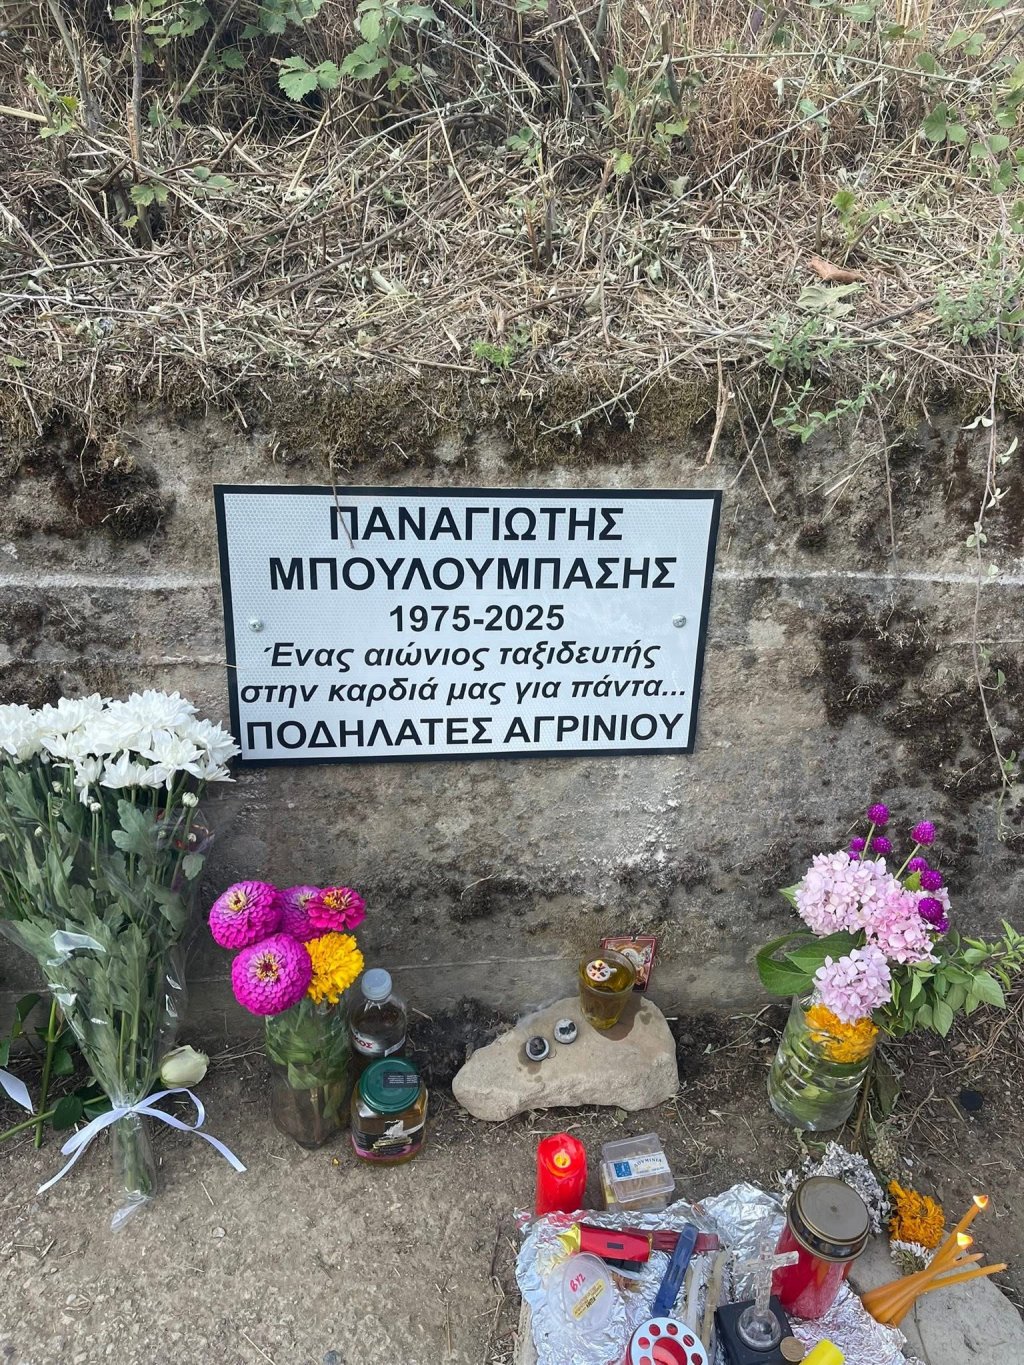 ΠΑΝΑΓΙΩΤΗΣ
ΜΠΟΥΛΟΥΜΠΑΣΗΣ
1975-2025
Ένας αιώνιος ταξιδευτής
στην καρδιά μας για πάντα...
ΠΟΔΗΛΑΤΕΣ ΑΓΡΙΝΙΟΥ